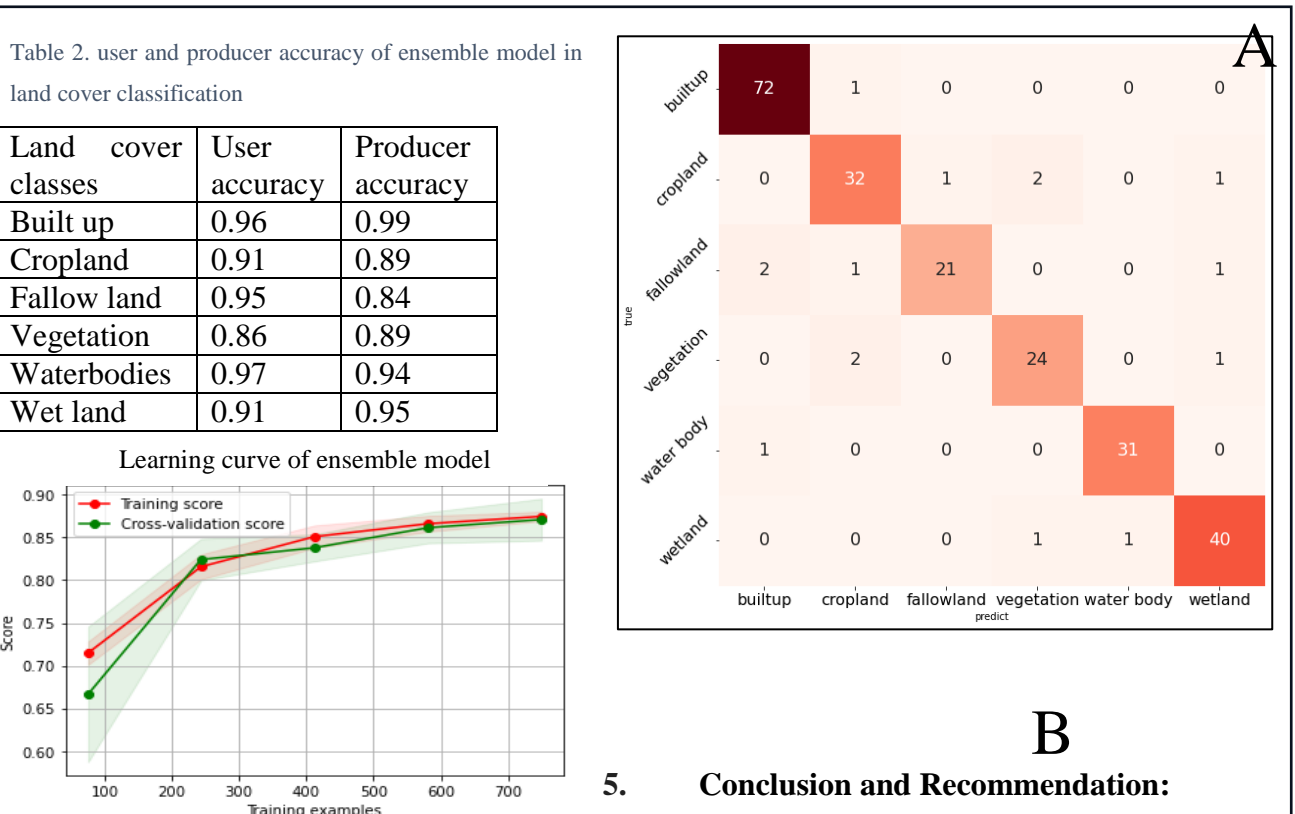 Table 2. user and producer accuracy of ensemble model in
land cover classification
Land cover classes User accuracy Producer accuracy
Built up 0.96 0.99
Cropland 0.91 0.89
Fallow land 0.95 0.84
Vegetation 0.86 0.89
Waterbodies 0.97 0.94
Wet land 0.91 0.95
Learning curve of ensemble model
Training score
Cross-validation score
Score
0.90
0.85
0.80
0.75
0.70
0.65
0.60
100 200 300 400 500 600 700
Training examples
A
true
builtup 72 1 0 0 0 0
cropland 0 32 1 2 0 1
fallowland 2 1 21 0 0 1
vegetation 0 2 0 24 0 1
water body 1 0 0 0 31 0
wetland 0 0 0 1 1 40
builtup cropland fallowland vegetation water body wetland
predict
B
5. Conclusion and Recommendation: